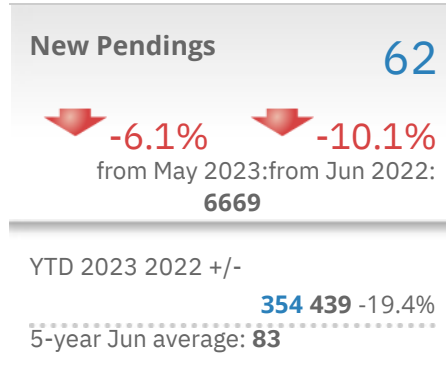 New Pendings
62
-6.1% -10.1%
from May 2023:from Jun 2022:
6669
YTD 2023 2022 +/-
354 439 -19.4%
5-year Jun average: 83